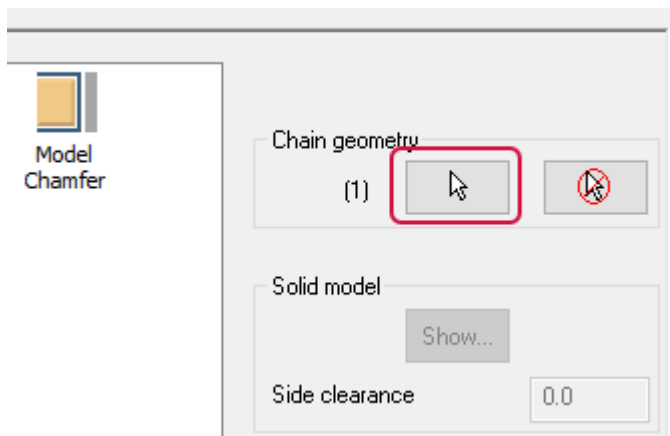 Model
Chamfer
Chain geometry
(1)
Solid model
Show...
Side clearance
0.0